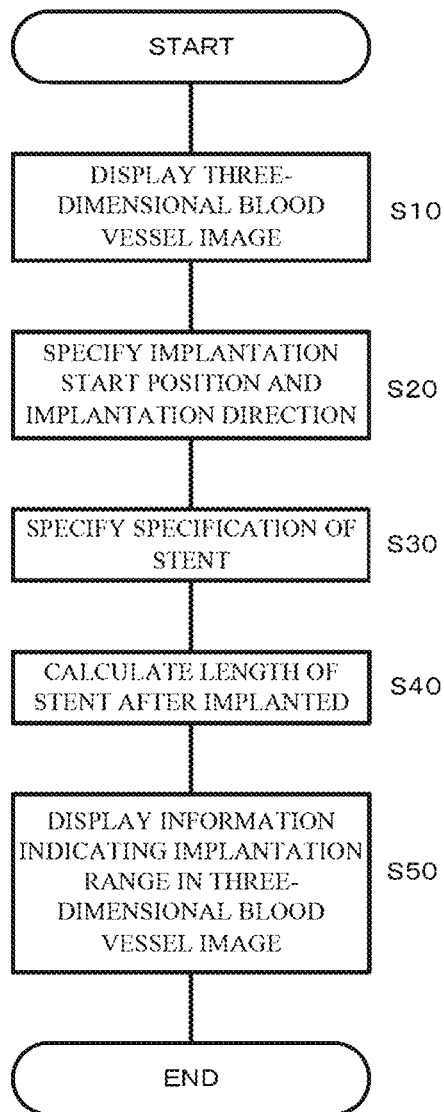 START
DISPLAY THREE-
DIMENSIONAL BLOOD
VESSEL IMAGE
S10
SPECIFY IMPLANTATION
START POSITION AND
IMPLANTATION DIRECTION
S20
SPECIFY SPECIFICATION OF
STENT
S30
CALCULATE LENGTH OF
STENT AFTER IMPLANTED
S40
DISPLAY INFORMATION
INDICATING IMPLANTATION
RANGE IN THREE-
DIMENSIONAL BLOOD
VESSEL IMAGE
S50
END